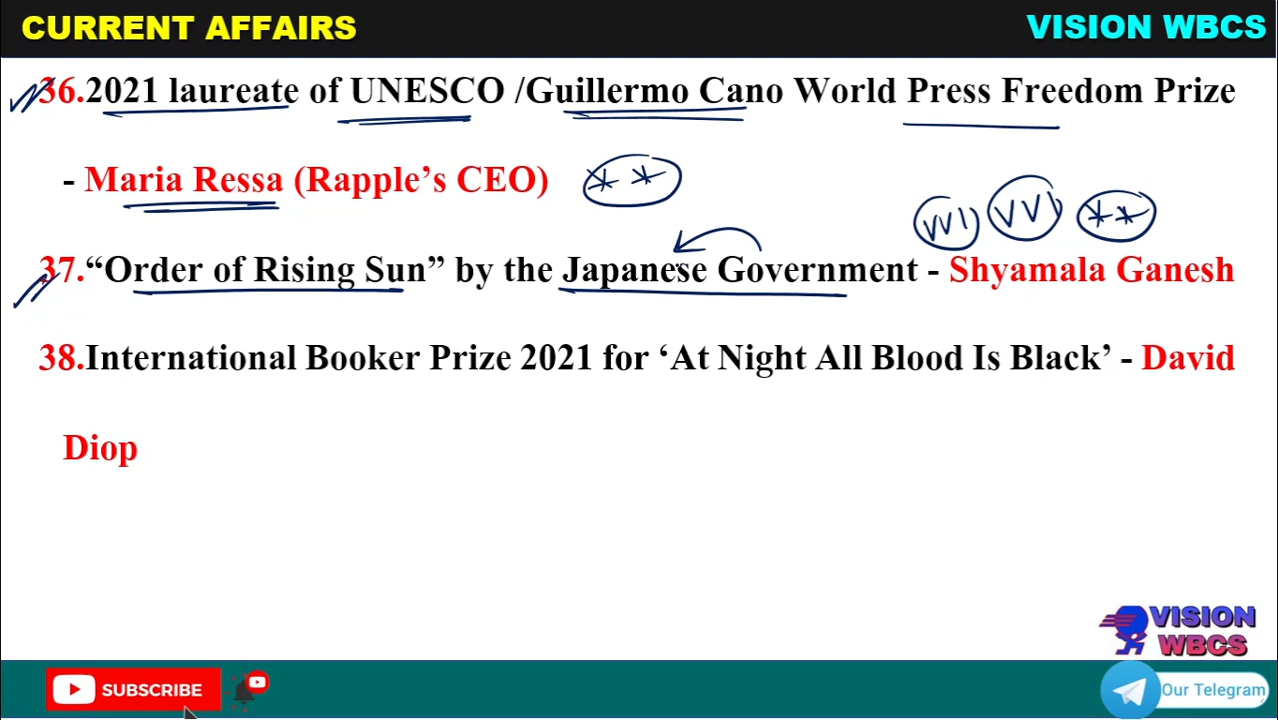 CURRENT AFFAIRS
VISION WBCS
36.2021 laureate of UNESCO /Guillermo Cano World Press Freedom Prize
- Maria Ressa (Rapple’s CEO) **
VVI VVI **
37.“Order of Rising Sun” by the Japanese Government - Shyamala Ganesh
38.International Booker Prize 2021 for ‘At Night All Blood Is Black’ - David
Diop
VISION
WBCS
SUBSCRIBE
Our Telegram